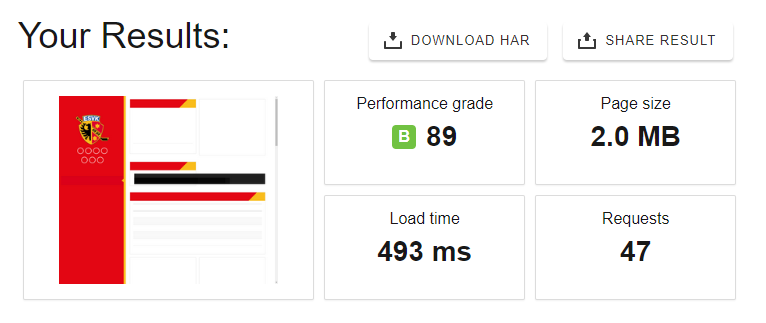 Your Results:
DOWNLOAD HAR
SHARE RESULT
ESVK
Performance grade
B 89
Page size
2.0 MB
Load time
493 ms
Requests
47